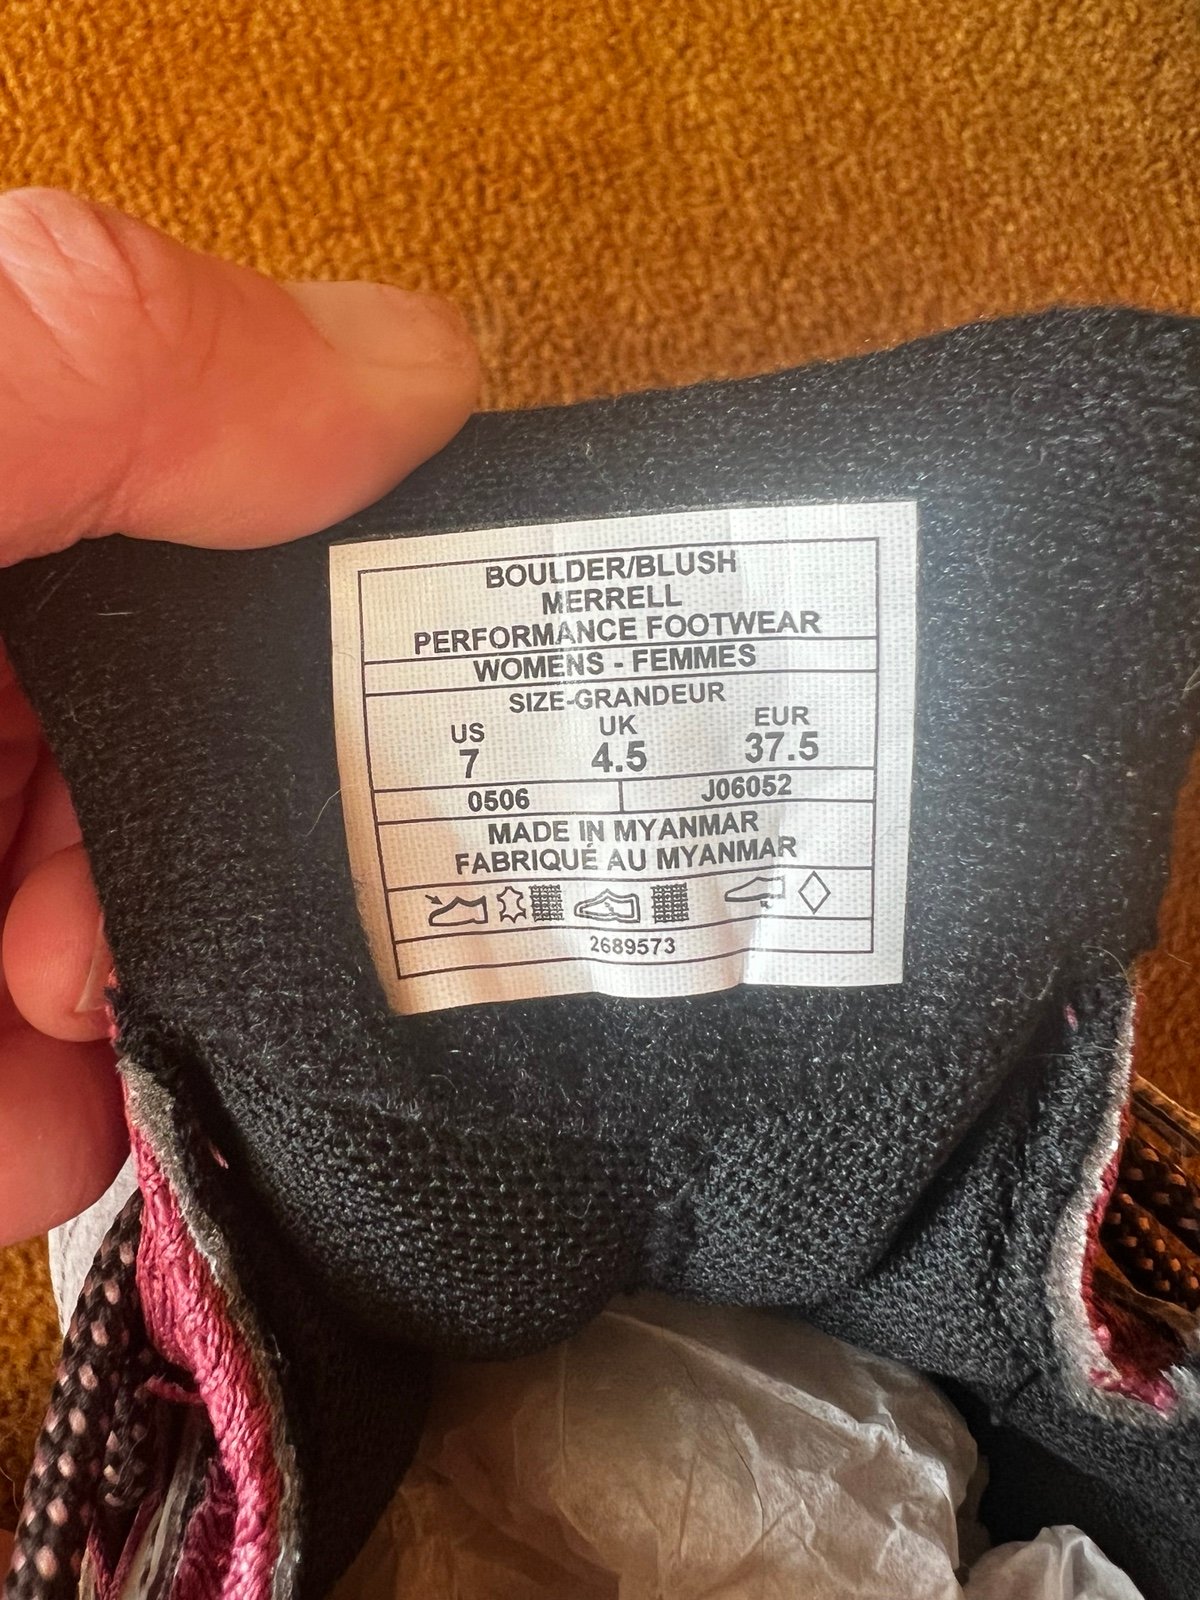 BOULDER/BLUSH
MERRELL
PERFORMANCE FOOTWEAR
WOMENS - FEMMES
SIZE-GRANDEUR
US UK EUR
7 4.5 37.5
0506 J06052
MADE IN MYANMAR
FABRIQUÉ AU MYANMAR
2689573